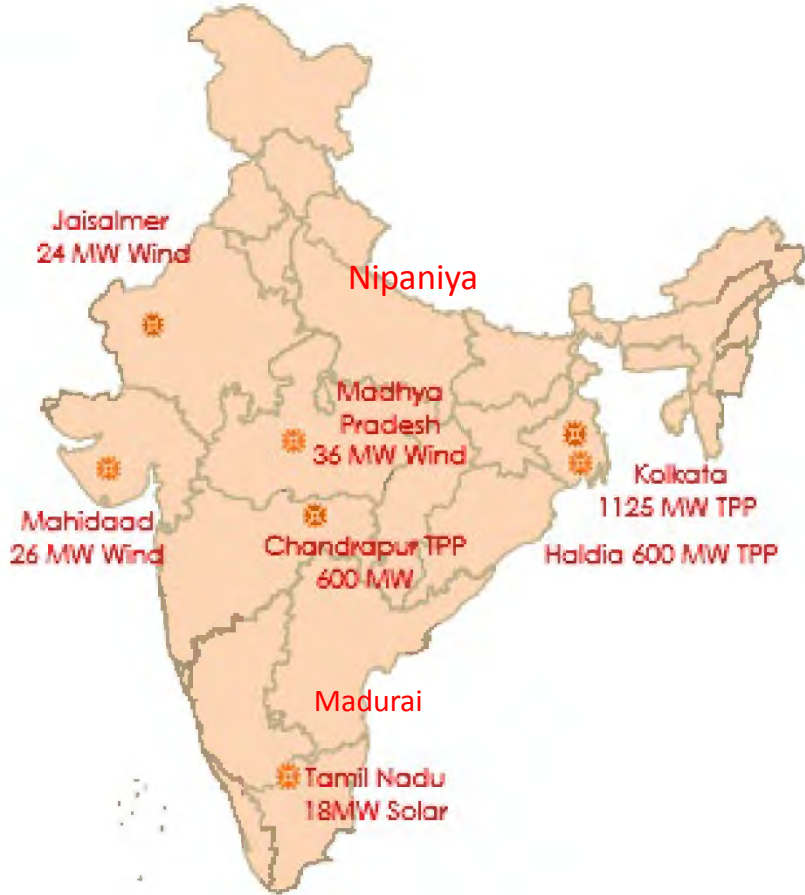 Jaisalmer
24 MW Wind
Nipaniya
Madhya
Pradesh
36 MW Wind
Mahidaad
26 MW Wind
Chandrapur TPP
600 MW
Kolkata
1125 MW TPP
Haldia 600 MW TPP
Madurai
Tamil Nadu
18MW Solar